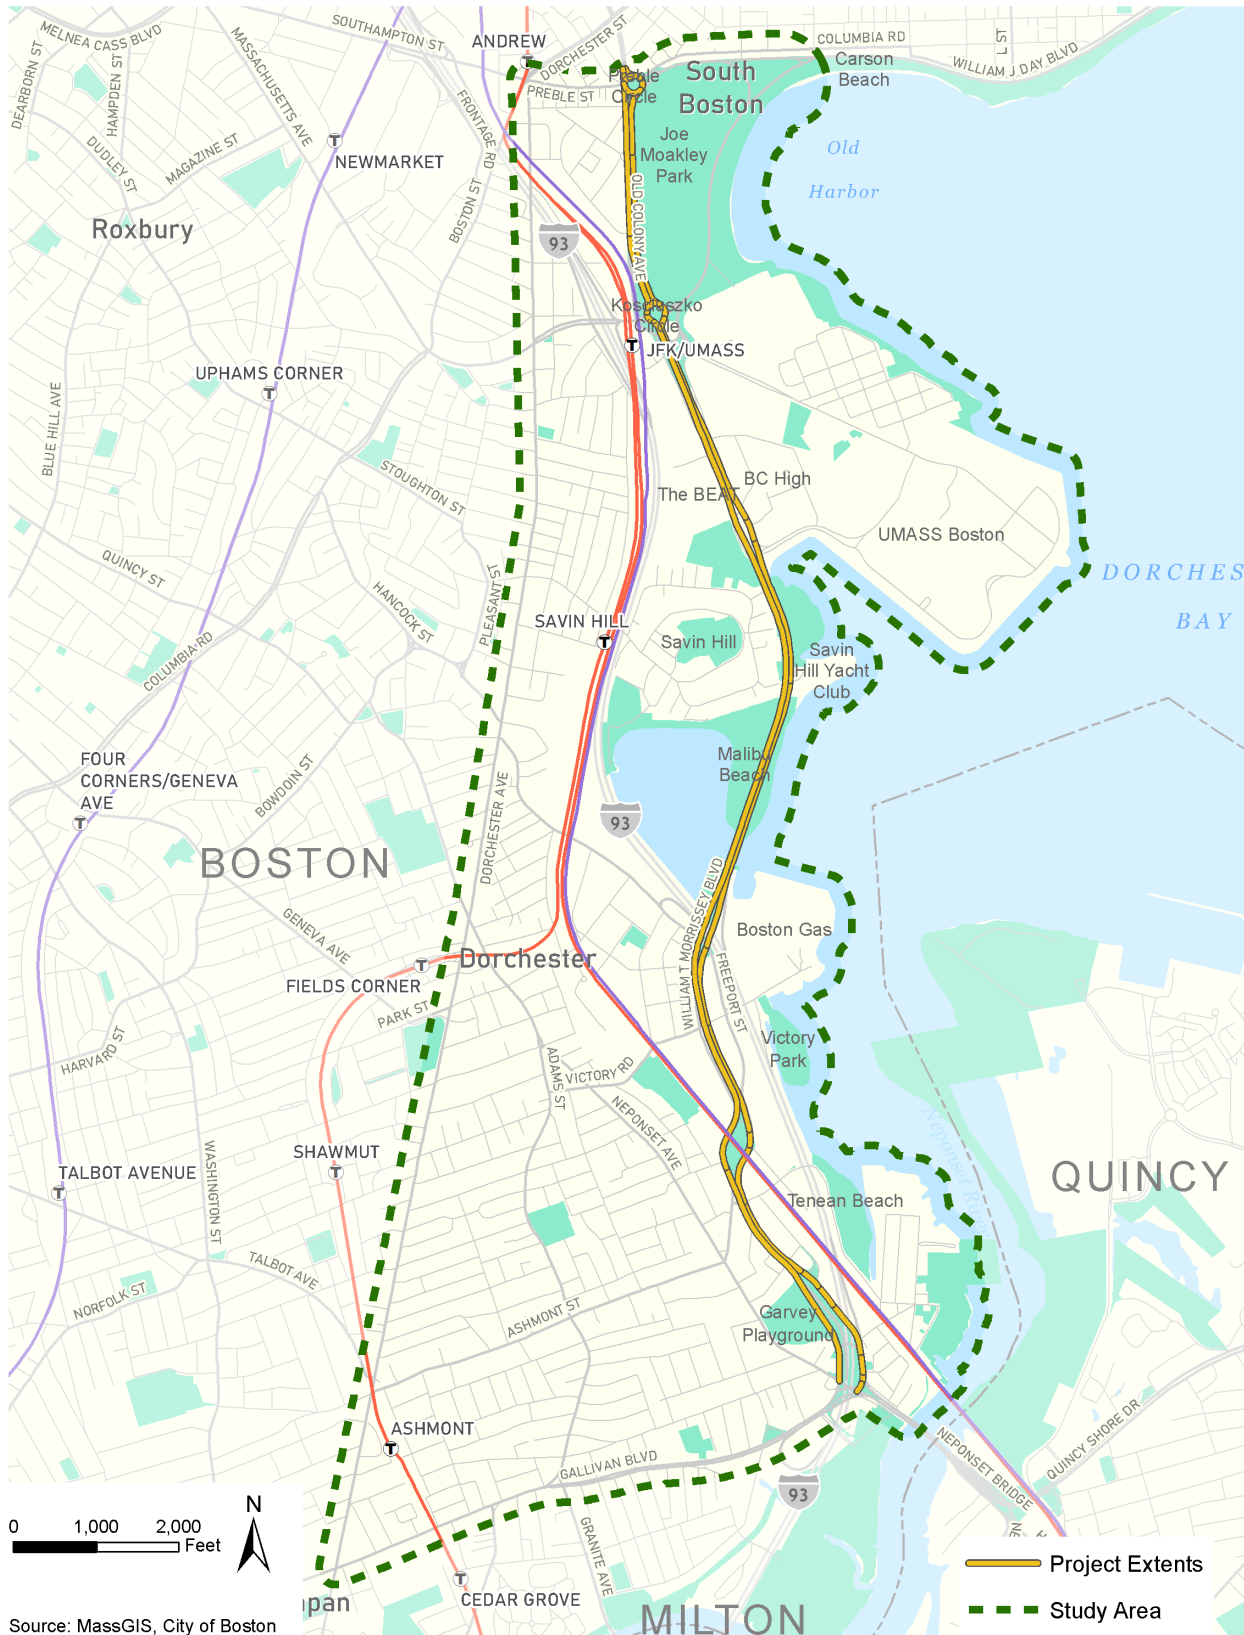 MELNEA CASS BLVD
SOUTHAMPTON ST
ANDREW
DORCHESTER ST
COLUMBIA RD
L ST
WILLIAM J DAY BLVD
Carson
Beach
DEARBORN ST
HAMPDEN ST
MASSACHUSETTS AVE
FRONTAGE RD
PREBLE ST
Preble
Circle
South
Boston
DUDLEY ST
MAGAZINE ST
T
NEWMARKET
Joe
Moakley
Park
Old
Harbor
Roxbury
BOSTON ST
93
OLD COLONY AVE
Kosciuszko
Circle
T
JFK/UMASS
UPHAMS CORNER
T
BLUE HILL AVE
STOUGHTON ST
The BEAT
BC High
UMASS Boston
QUINCY ST
HANCOCK ST
PLEASANT ST
DORCHES
BAY
SAVIN HILL
T
Savin Hill
Savin
Hill Yacht
Club
COLUMBIA RD
FOUR
CORNERS/GENEVA
AVE
T
BOWDOIN ST
DORCHESTER AVE
Malibu
Beach
93
BOSTON
WILLIAM T MORRISSEY BLVD
GENEVA AVE
Boston Gas
Dorchester
T
FIELDS CORNER
PARK ST
FREEPORT ST
HARVARD ST
ADAMS ST
VICTORY RD
Victory
Park
NEPONSET AVE
Neponset River
SHAWMUT
T
TALBOT AVENUE
T
WASHINGTON ST
QUINCY
Tenean Beach
TALBOT AVE
NORFOLK ST
ASHMONT ST
Garvey
Playground
ASHMONT
T
GALLIVAN BLVD
NEPONSET BRIDGE
QUINCY SHORE DR
93
N
0 1,000 2,000
Feet
GRANITE AVE
T
CEDAR GROVE
Project Extents
Study Area
MILTON
Source: MassGIS, City of Boston